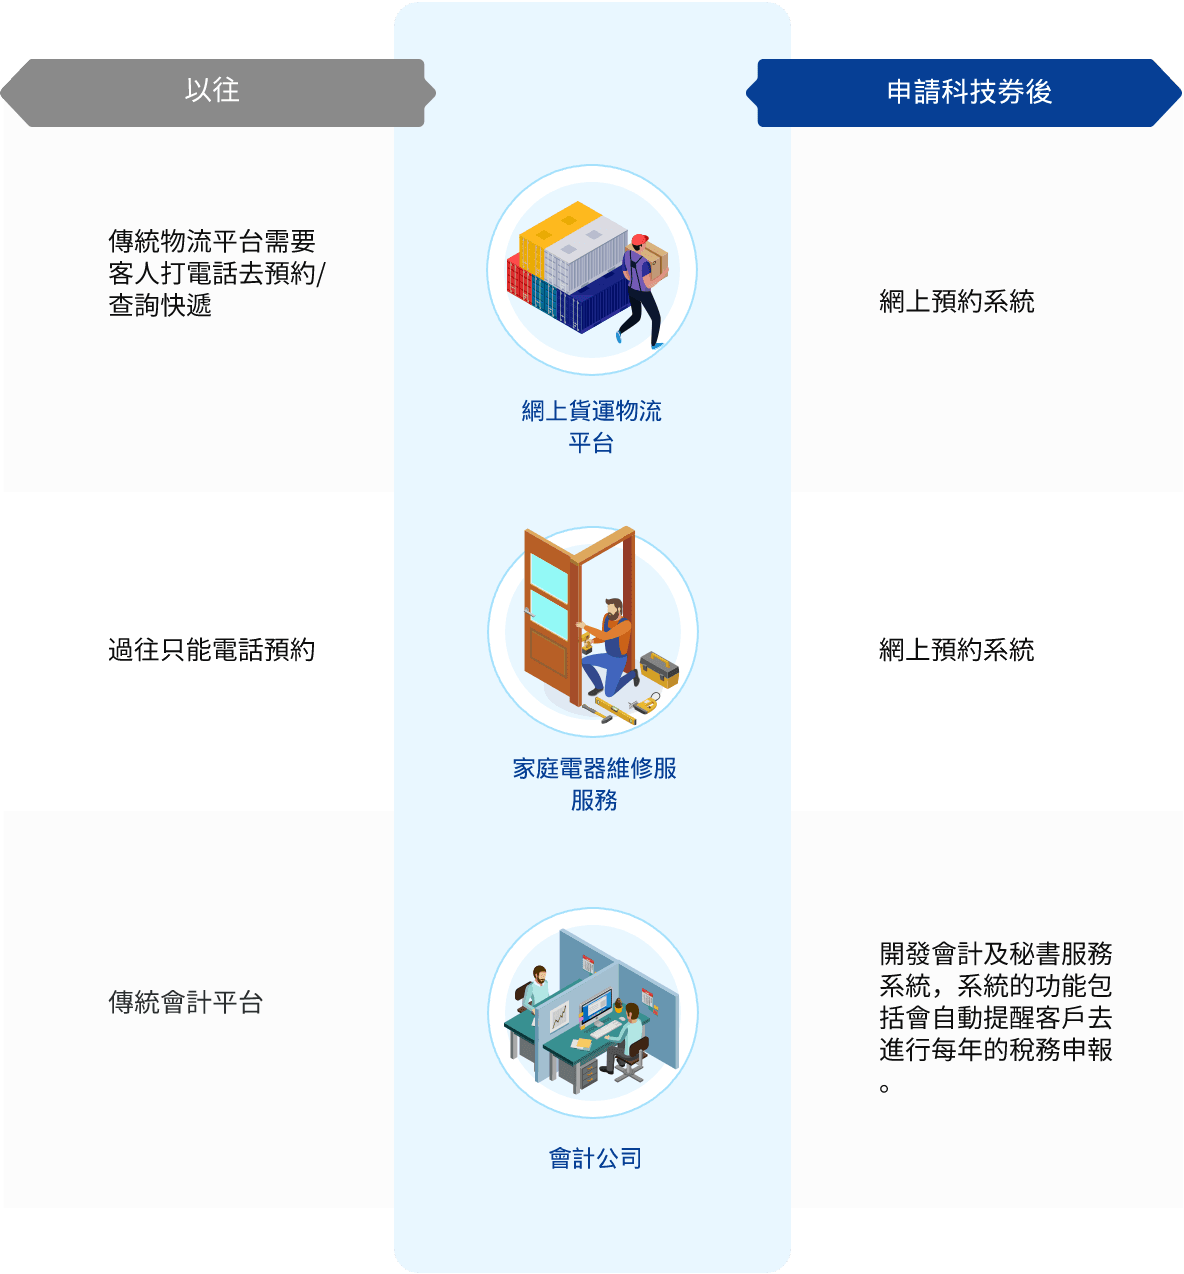 以往
申請科技券後
傳統物流平台需要
客人打電話去預約/
查詢快遞
網上貨運物流
平台
網上預約系統
過往只能電話預約
家庭電器維修服
服務
網上預約系統
傳統會計平台
會計公司
開發會計及秘書服務
系統，系統的功能包
括會自動提醒客戶去
進行每年的稅務申報
。